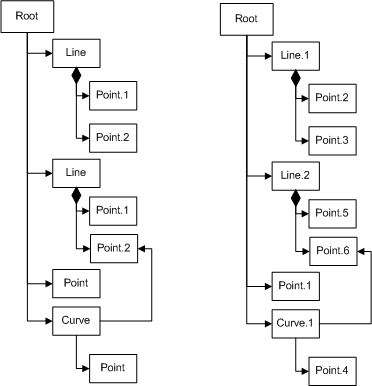 Root
Line
Point.1
Point.2
Line
Point.1
Point.2
Point
Curve
Point
Root
Line.1
Point.2
Point.3
Line.2
Point.5
Point.6
Point.1
Curve.1
Point.4